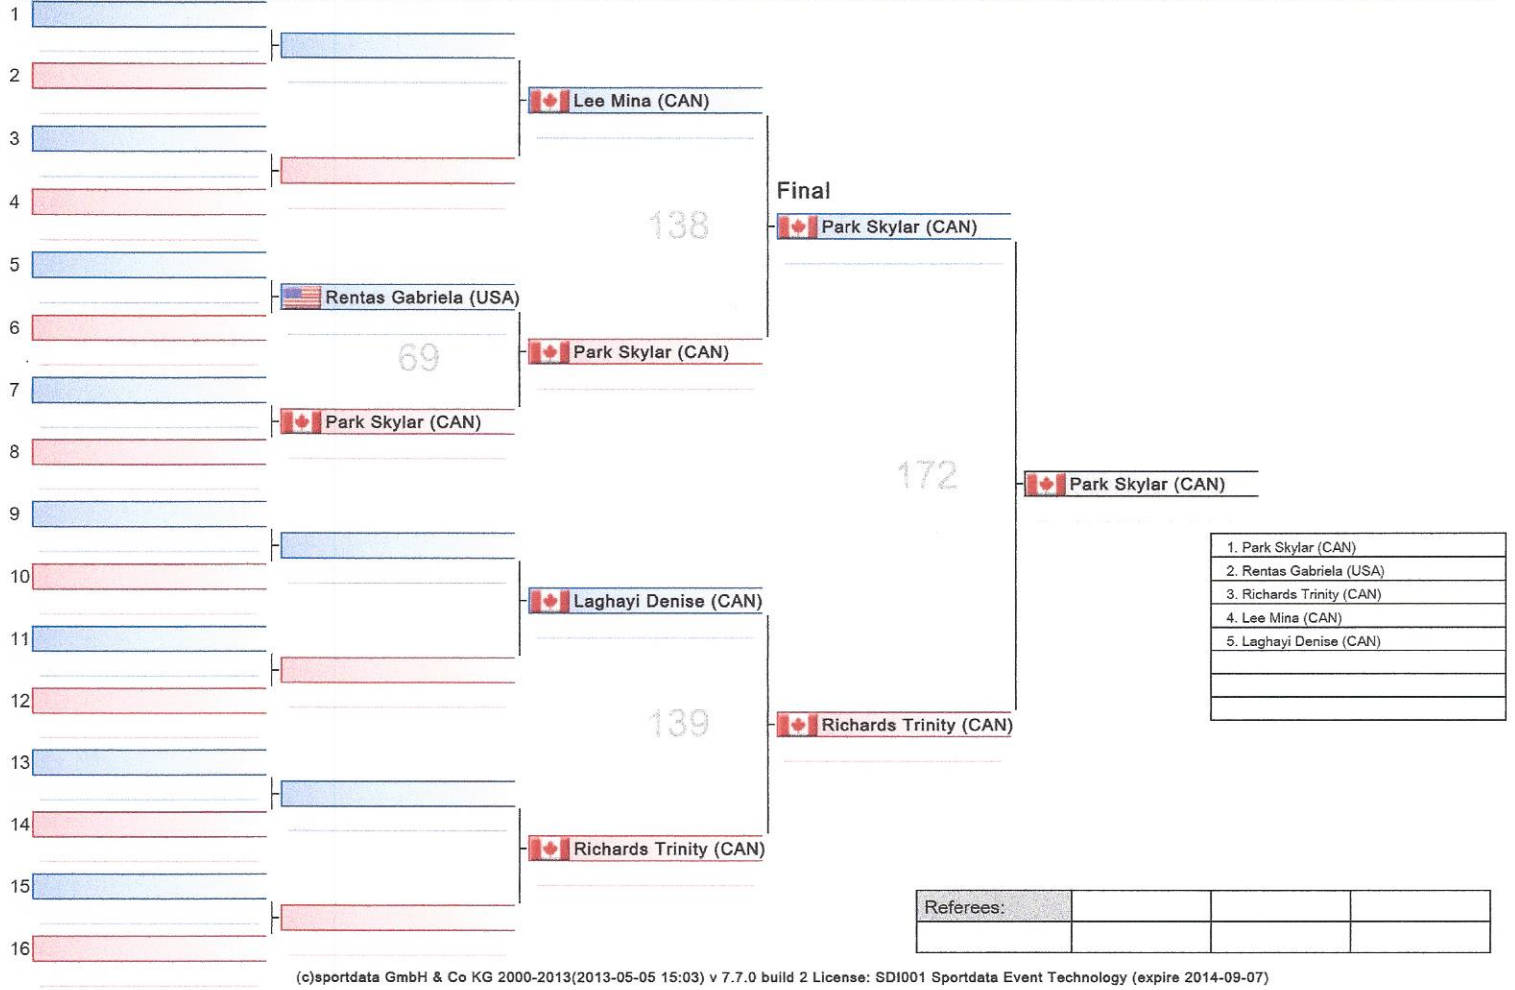 1
2
Lee Mina (CAN)
3
Final
4
138
Park Skylar (CAN)
5
Rentas Gabriela (USA)
6
69
Park Skylar (CAN)
7
Park Skylar (CAN)
8
172
Park Skylar (CAN)
9
1. Park Skylar (CAN)
2. Rentas Gabriela (USA)
10
Laghayi Denise (CAN)
3. Richards Trinity (CAN)
4. Lee Mina (CAN)
11
5. Laghayi Denise (CAN)
12
139
Richards Trinity (CAN)
13
14
Richards Trinity (CAN)
15
Referees:
16
(c)sportdata GmbH & Co KG 2000-2013(2013-05-05 15:03) v 7.7.0 build 2 License: SDI001 Sportdata Event Technology (expire 2014-09-07)